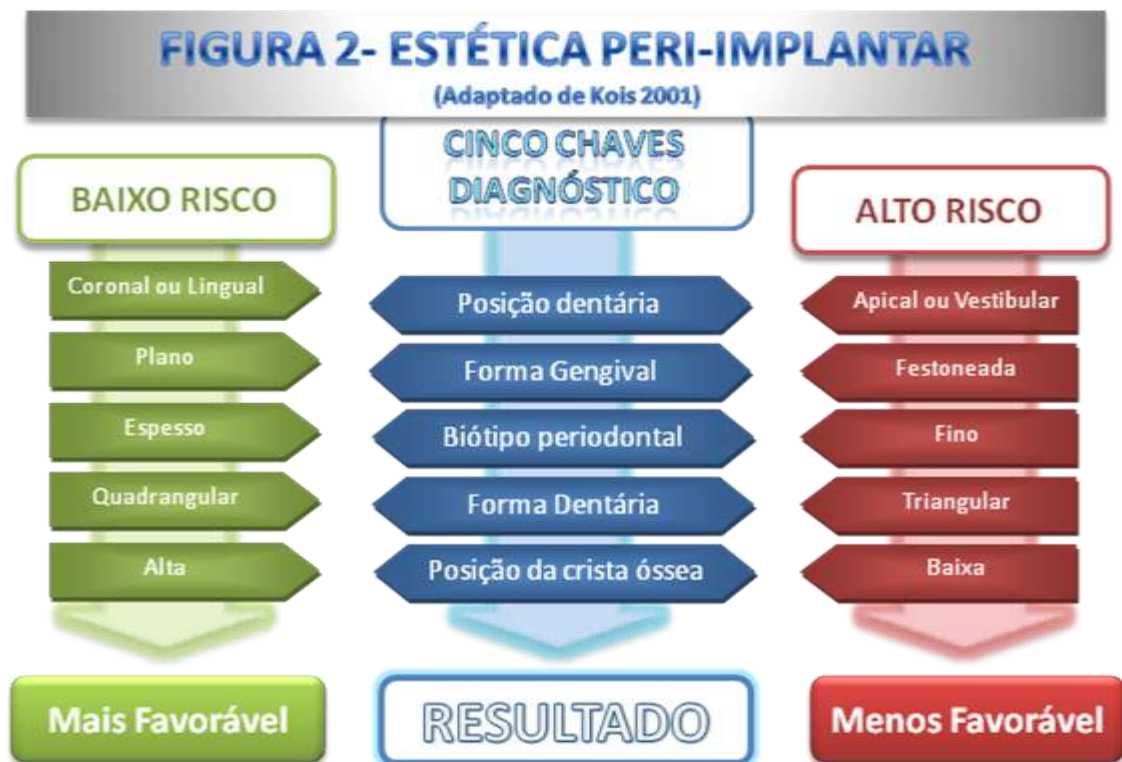 FIGURA 2- ESTÉTICA PERI-IMPLANTAR
(Adaptado de Kois 2001)
BAIXO RISCO
CINCO CHAVES
DIAGNÓSTICO
ALTO RISCO
Coronal ou Lingual
Posição dentária
Apical ou Vestibular
Plano
Forma Gengival
Festoneada
Espesso
Biótipo periodontal
Fino
Quadrangular
Forma Dentária
Triangular
Alta
Posição da crista óssea
Baixa
Mais Favorável
RESULTADO
Menos Favorável